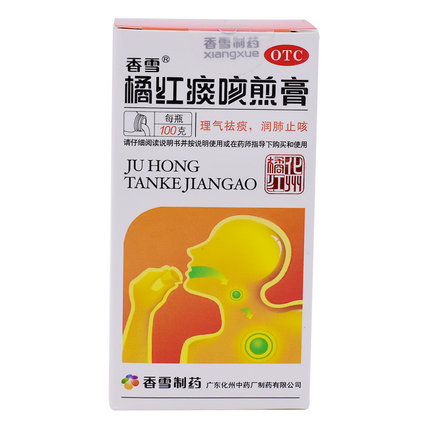 香雪制药
xiangxue
OTC
香雪®
橘红痰咳煎膏
每瓶
100克
理气祛痰，润肺止咳
请仔细阅读说明书并按说明使用或在药师指导下购买和使用
JU HONG
TANKE JIANGAO
化州橘红
香雪制药
广东化州中药厂制药有限公司